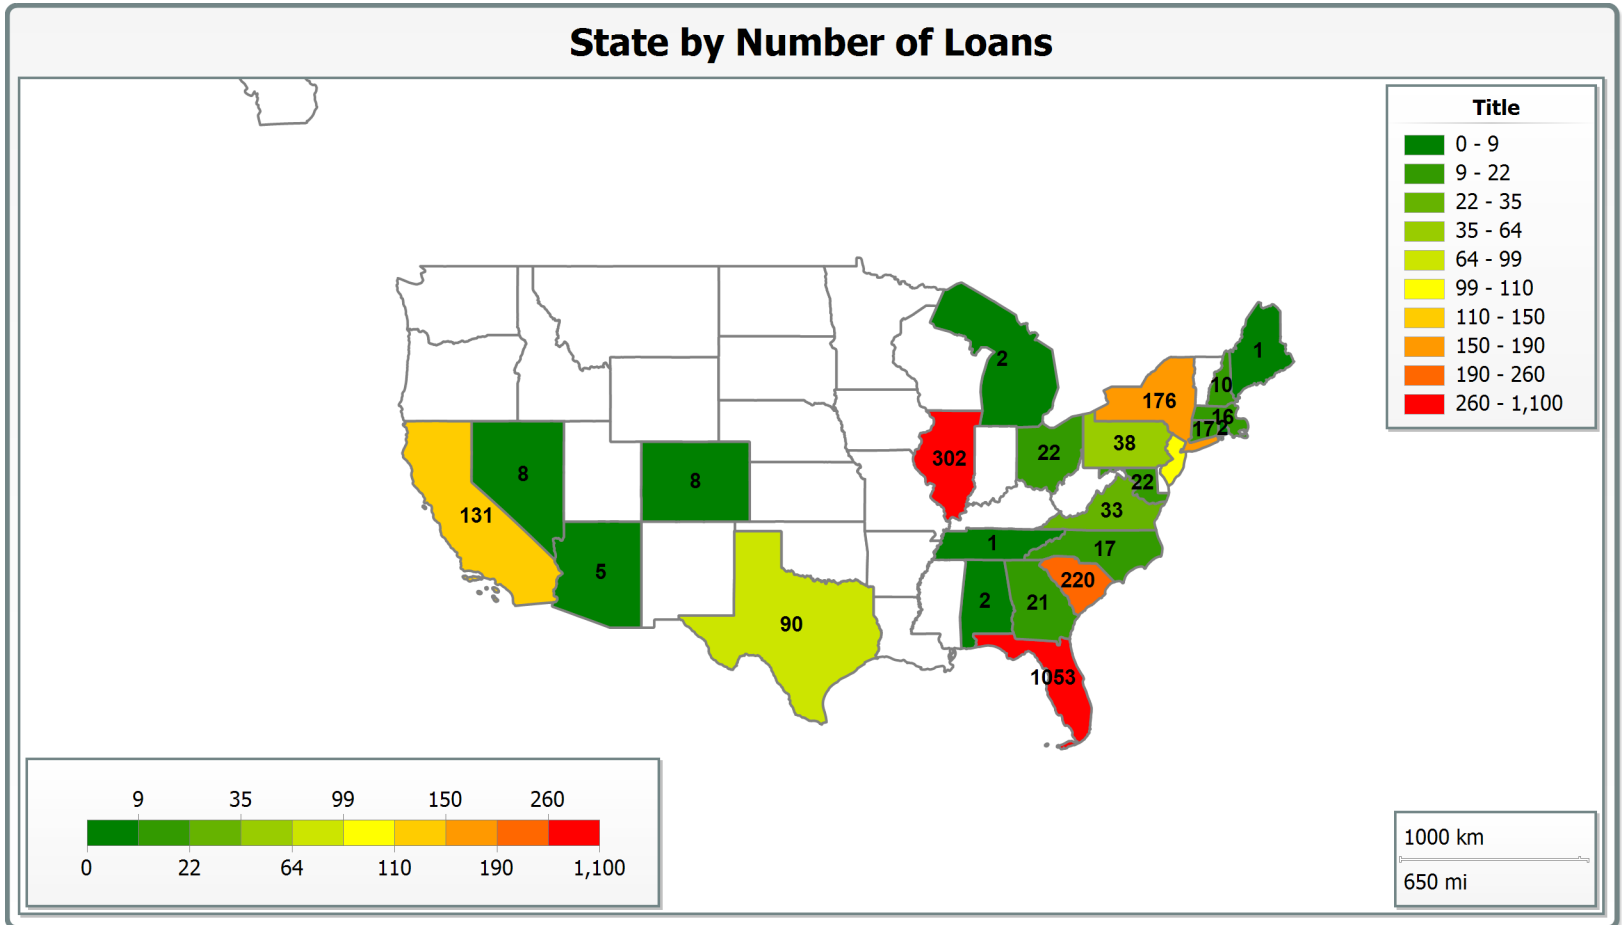 State by Number of Loans
Title
0 - 9
9 - 22
22 - 35
35 - 64
64 - 99
99 - 110
110 - 150
150 - 190
190 - 260
260 - 1,100
1
2
10
176
16
17 2
38
22
302
8
8
22
33
131
1
17
5
220
2
21
90
1053
9 35 99 150 260
0 22 64 110 190 1,100
1000 km
650 mi